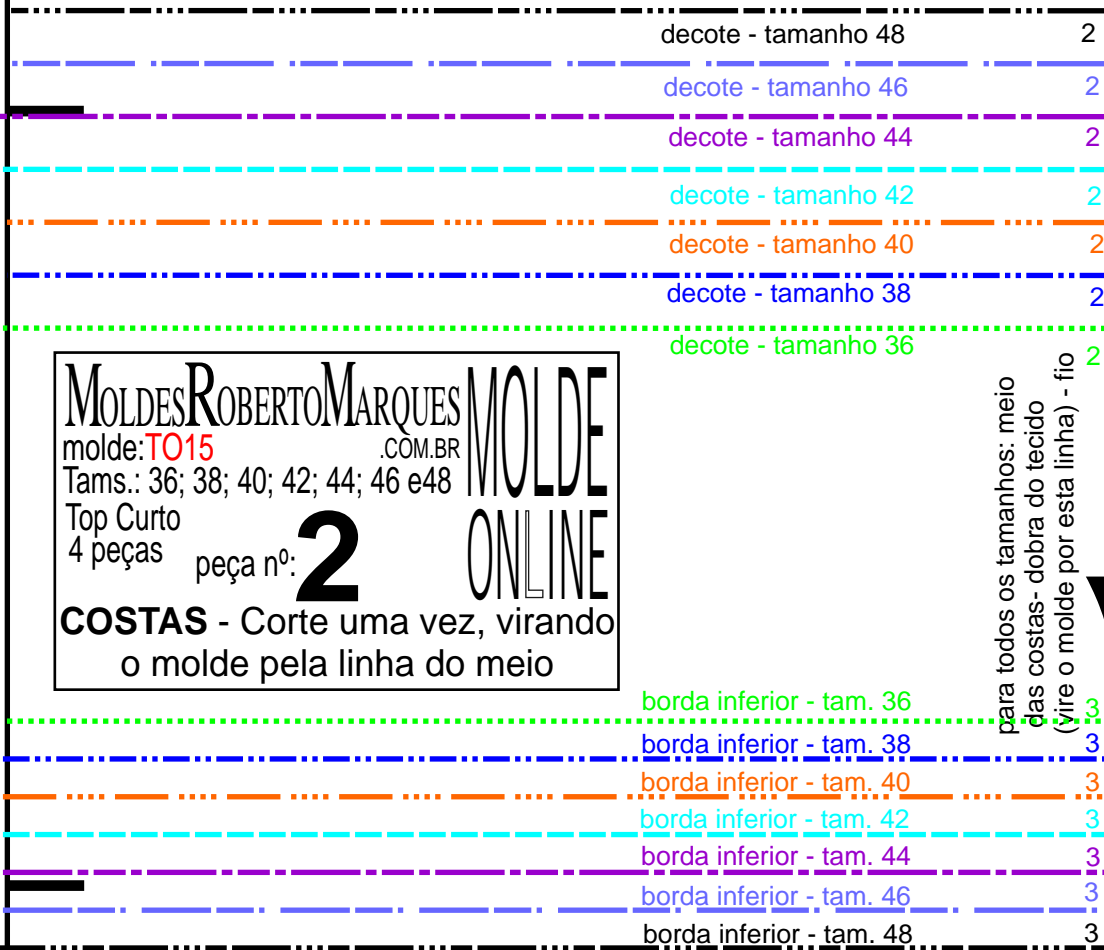 decote - tamanho 48 2
decote - tamanho 46 2
decote - tamanho 44 2
decote - tamanho 42 2
decote - tamanho 40 2
decote - tamanho 38 2
decote - tamanho 36 2
MOLDESROBERTOMARQUES
.COM.BR
MOLDE
ONLINE
molde:TO15
Tams.: 36; 38; 40; 42; 44; 46 e48
Top Curto
4 peças
peça nº: 2
COSTAS - Corte uma vez, virando
o molde pela linha do meio
para todos os tamanhos: meio
das costas- dobra do tecido
(vire o molde por esta linha) - fio
borda inferior - tam. 36 3
borda inferior - tam. 38 3
borda inferior - tam. 40 3
borda inferior - tam. 42 3
borda inferior - tam. 44 3
borda inferior - tam. 46 3
borda inferior - tam. 48 3